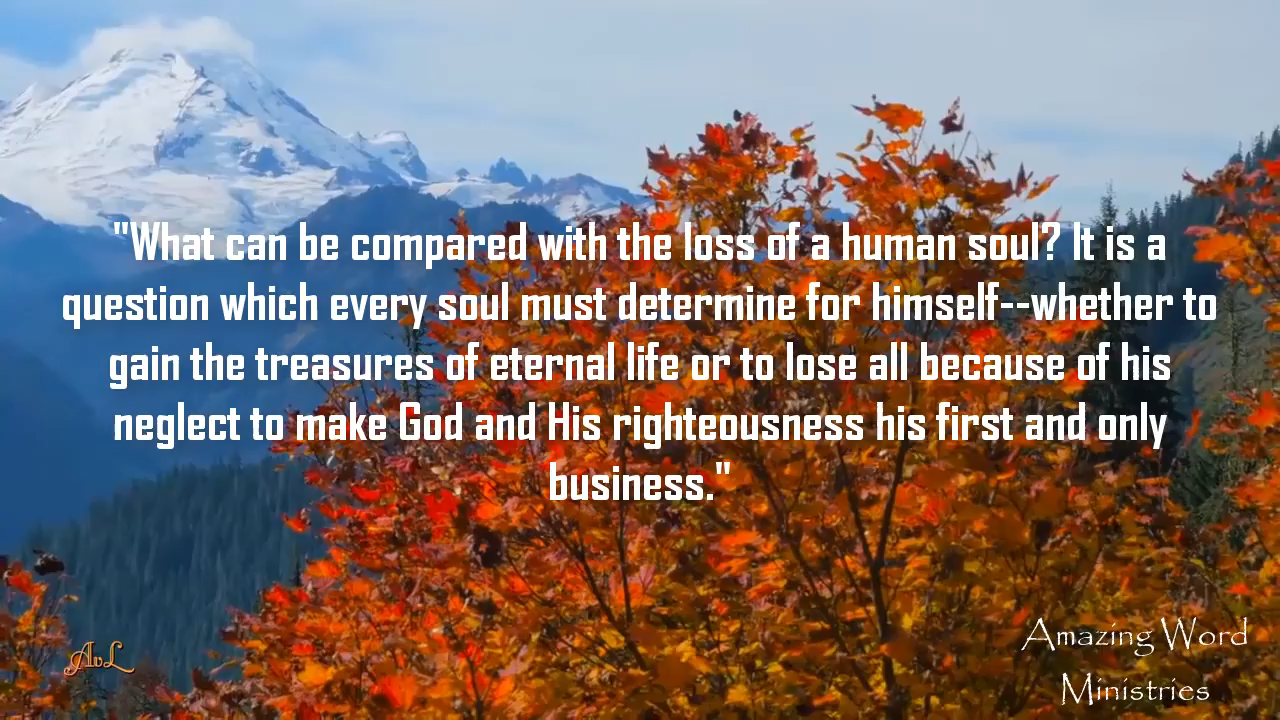 "What can be compared with the loss of a human soul? It is a
question which every soul must determine for himself--whether to
gain the treasures of eternal life or to lose all because of his
neglect to make God and His righteousness his first and only
business."
AvL
Amazing Word
Ministries